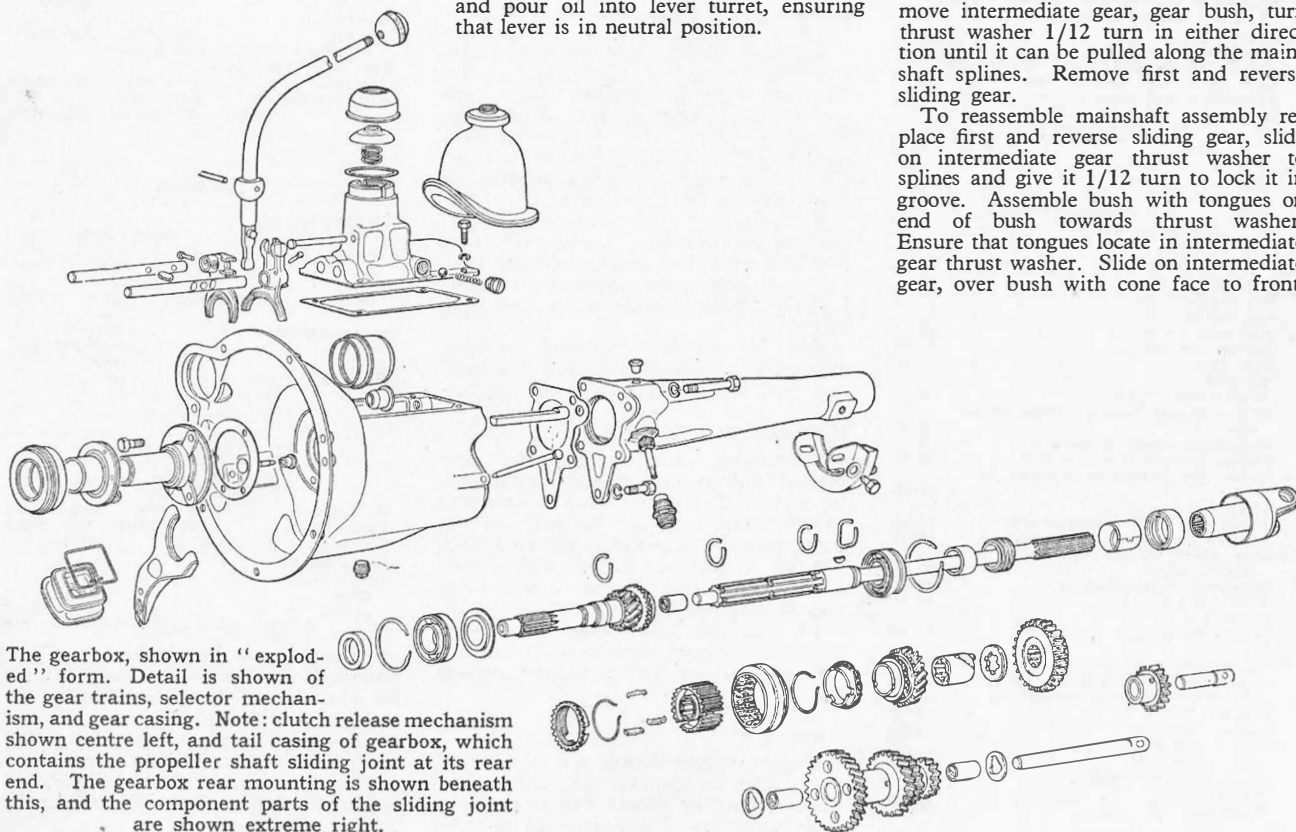 and pour oil into lever turret, ensuring
that lever is in neutral position.
move intermediate gear, gear bush, turn
thrust washer 1/12 turn in either direc
tion until it can be pulled along the main
shaft splines. Remove first and revers
sliding gear.
To reassemble mainshaft assembly re
place first and reverse sliding gear, slid
on intermediate gear thrust washer to
splines and give it 1/12 turn to lock it in
groove. Assemble bush with tongues on
end of bush towards thrust washer
Ensure that tongues locate in intermediate
gear thrust washer. Slide on intermediate
gear, over bush with cone face to front
The gearbox, shown in “ explod-
ed ” form. Detail is shown of
the gear trains, selector mechan-
ism, and gear casing. Note: clutch release mechanism
shown centre left, and tail casing of gearbox, which
contains the propeller shaft sliding joint at its rear
end. The gearbox rear mounting is shown beneath
this, and the component parts of the sliding joint
are shown extreme right.